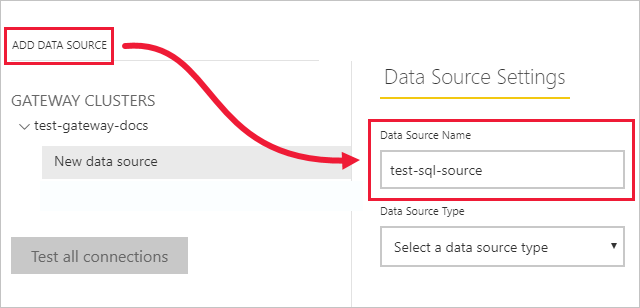 ADD DATA SOURCE
GATEWAY CLUSTERS
test-gateway-docs
New data source
Test all connections
Data Source Settings
Data Source Name
test-sql-source
Data Source Type
Select a data source type